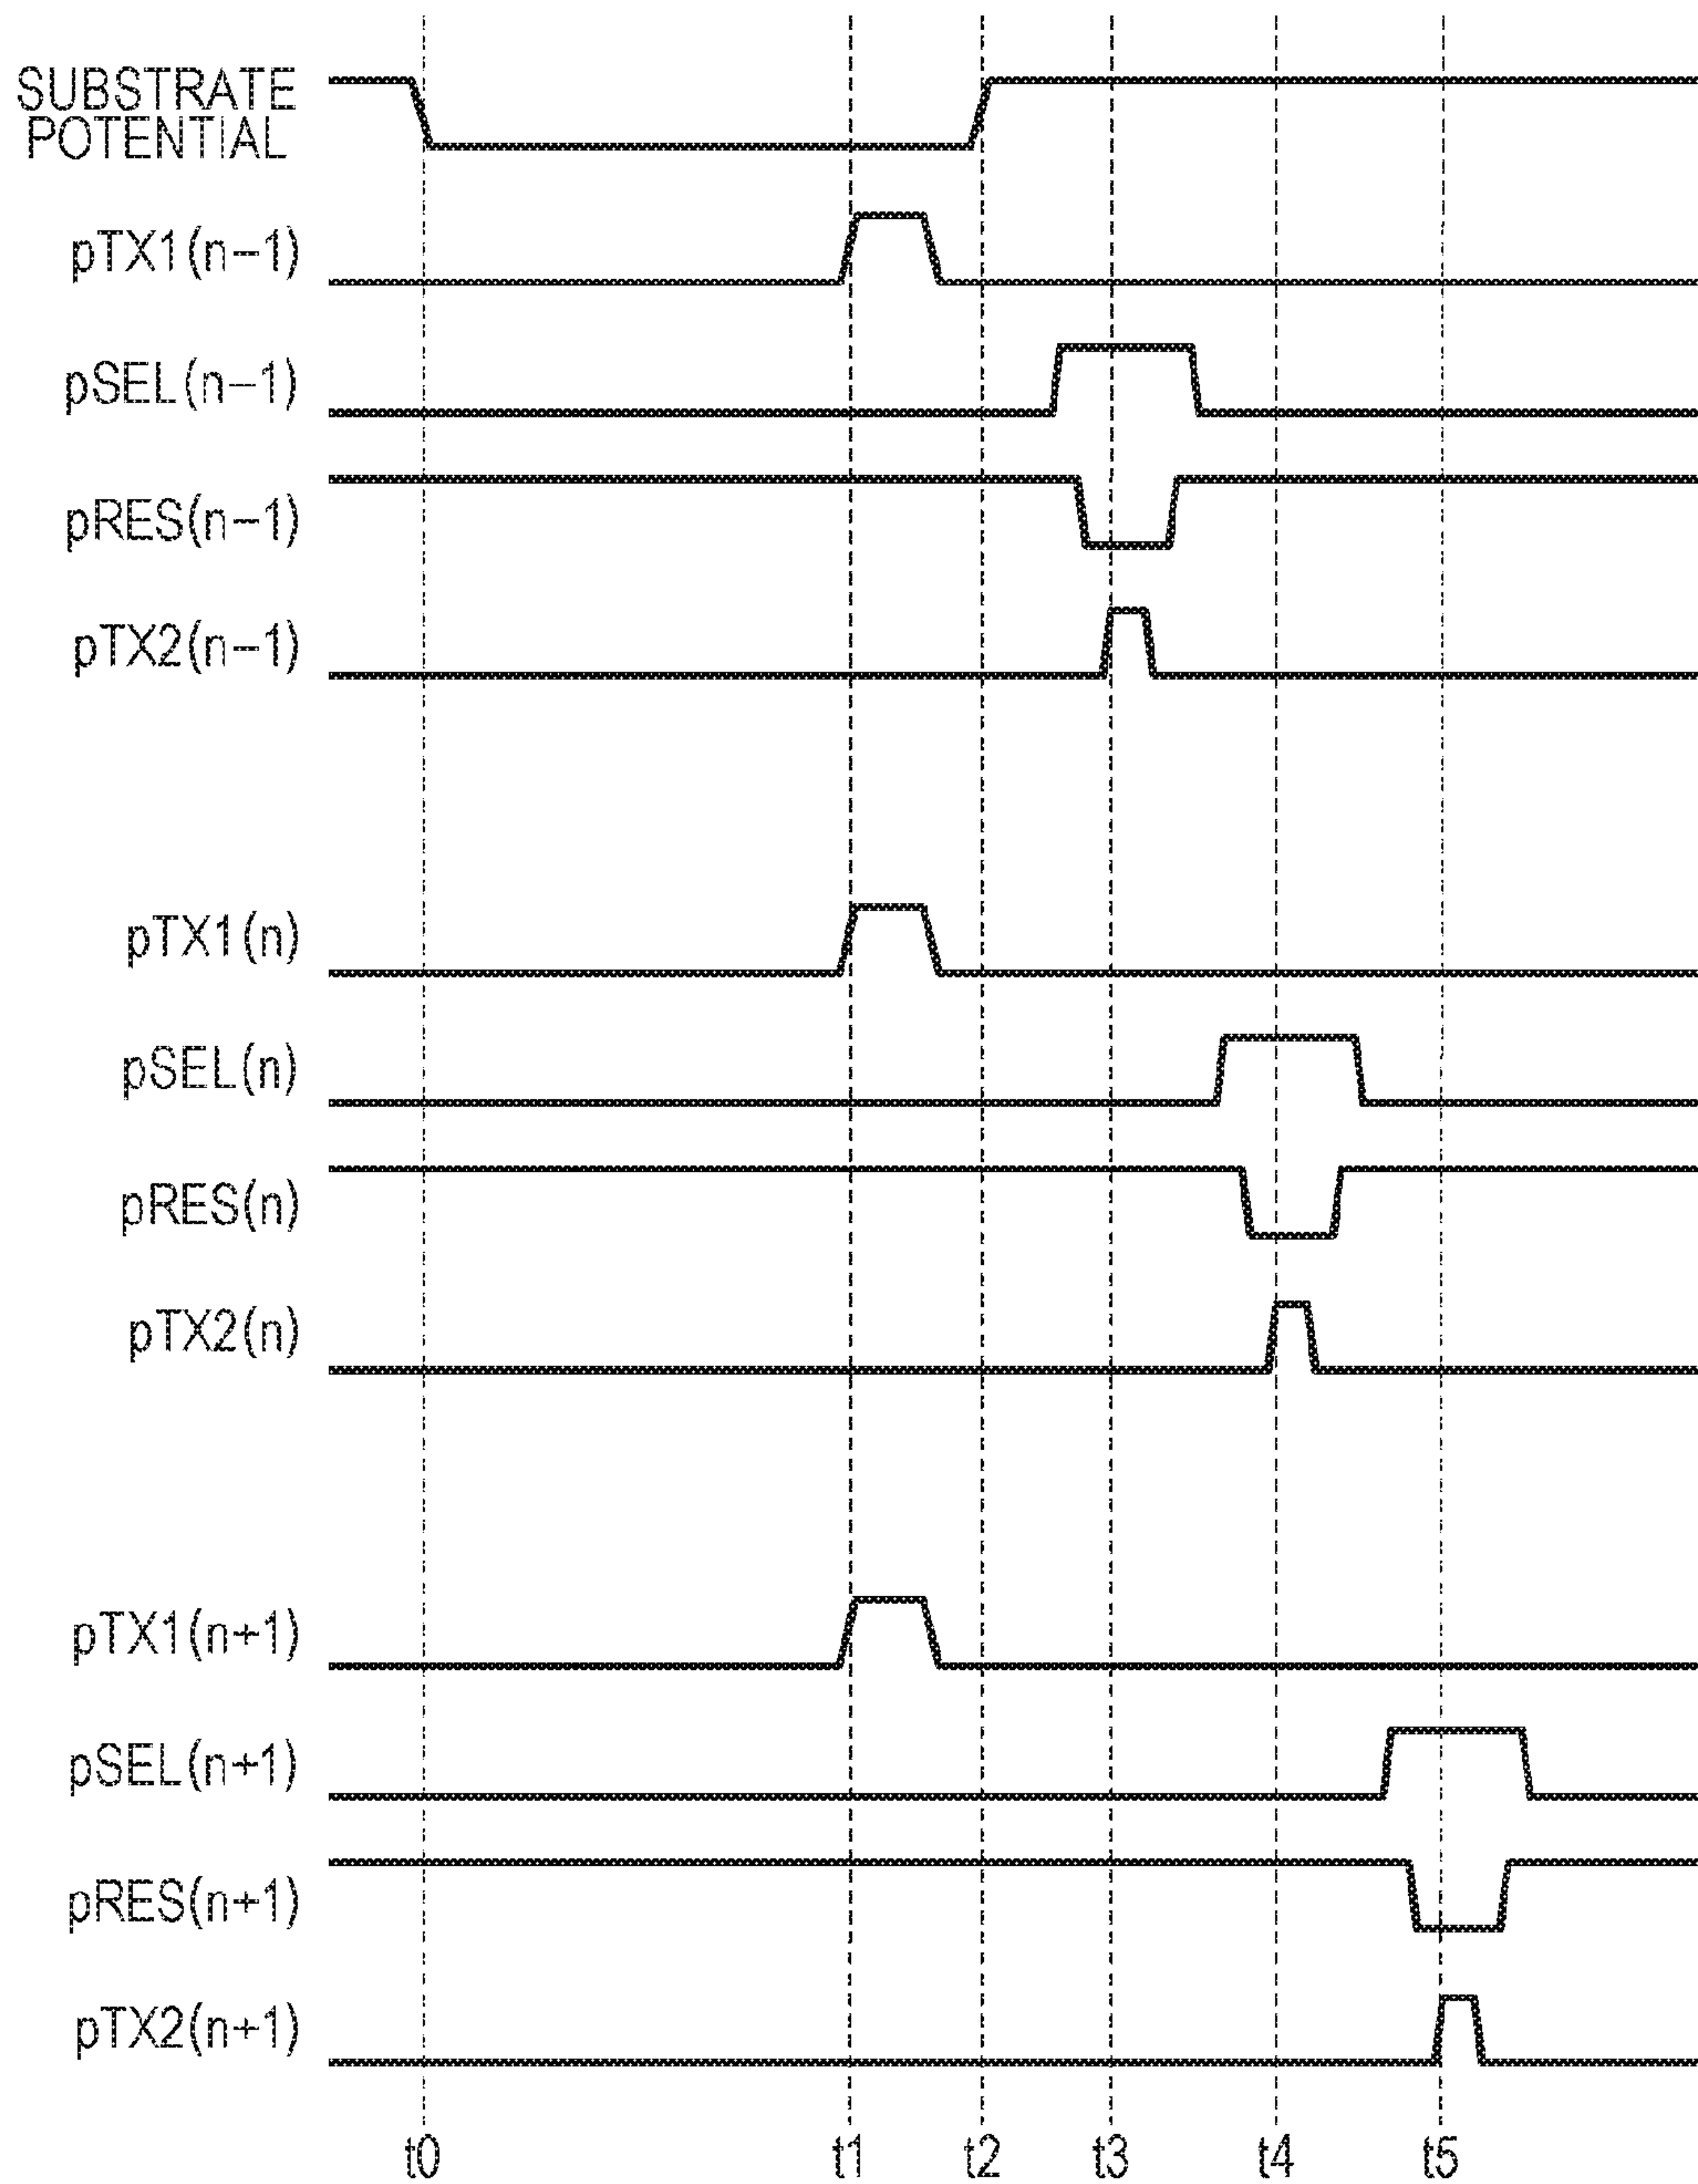 SUBSTRATE
POTENTIAL
pTX1(n−1)
pSEL(n−1)
pRES(n−1)
pTX2(n−1)
pTX1(n)
pSEL(n)
pRES(n)
pTX2(n)
pTX1(n+1)
pSEL(n+1)
pRES(n+1)
pTX2(n+1)
t0 t1 t2 t3 t4 t5